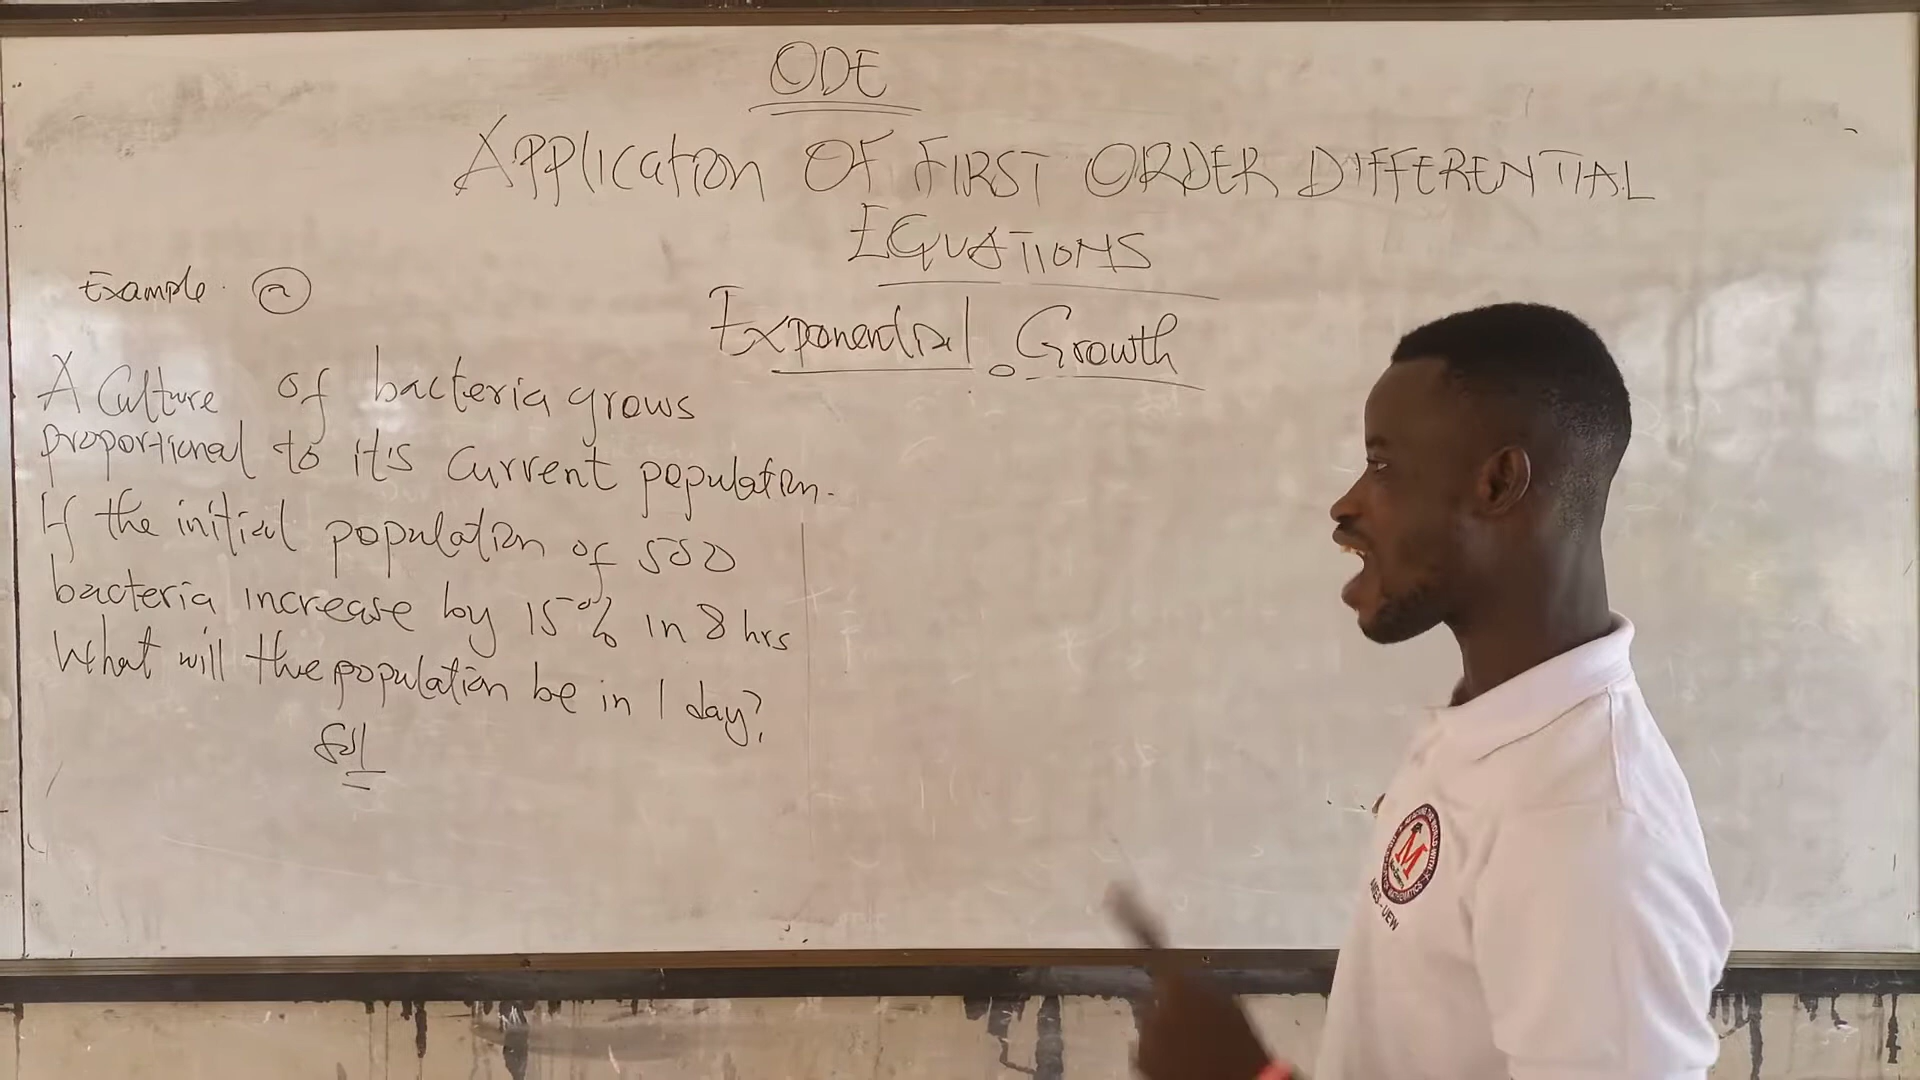 ODE
APPlication OF FIRST ORDER DIFFERENTIAL
EQUATIONS
Exponential Growth
Example a
A Culture of bacteria grows
proportional to it's current population.
If the initial population of 500
bacteria increase by 15% in 8 hrs
What will the population be in 1 day?
Sol
M
AMES - UEW